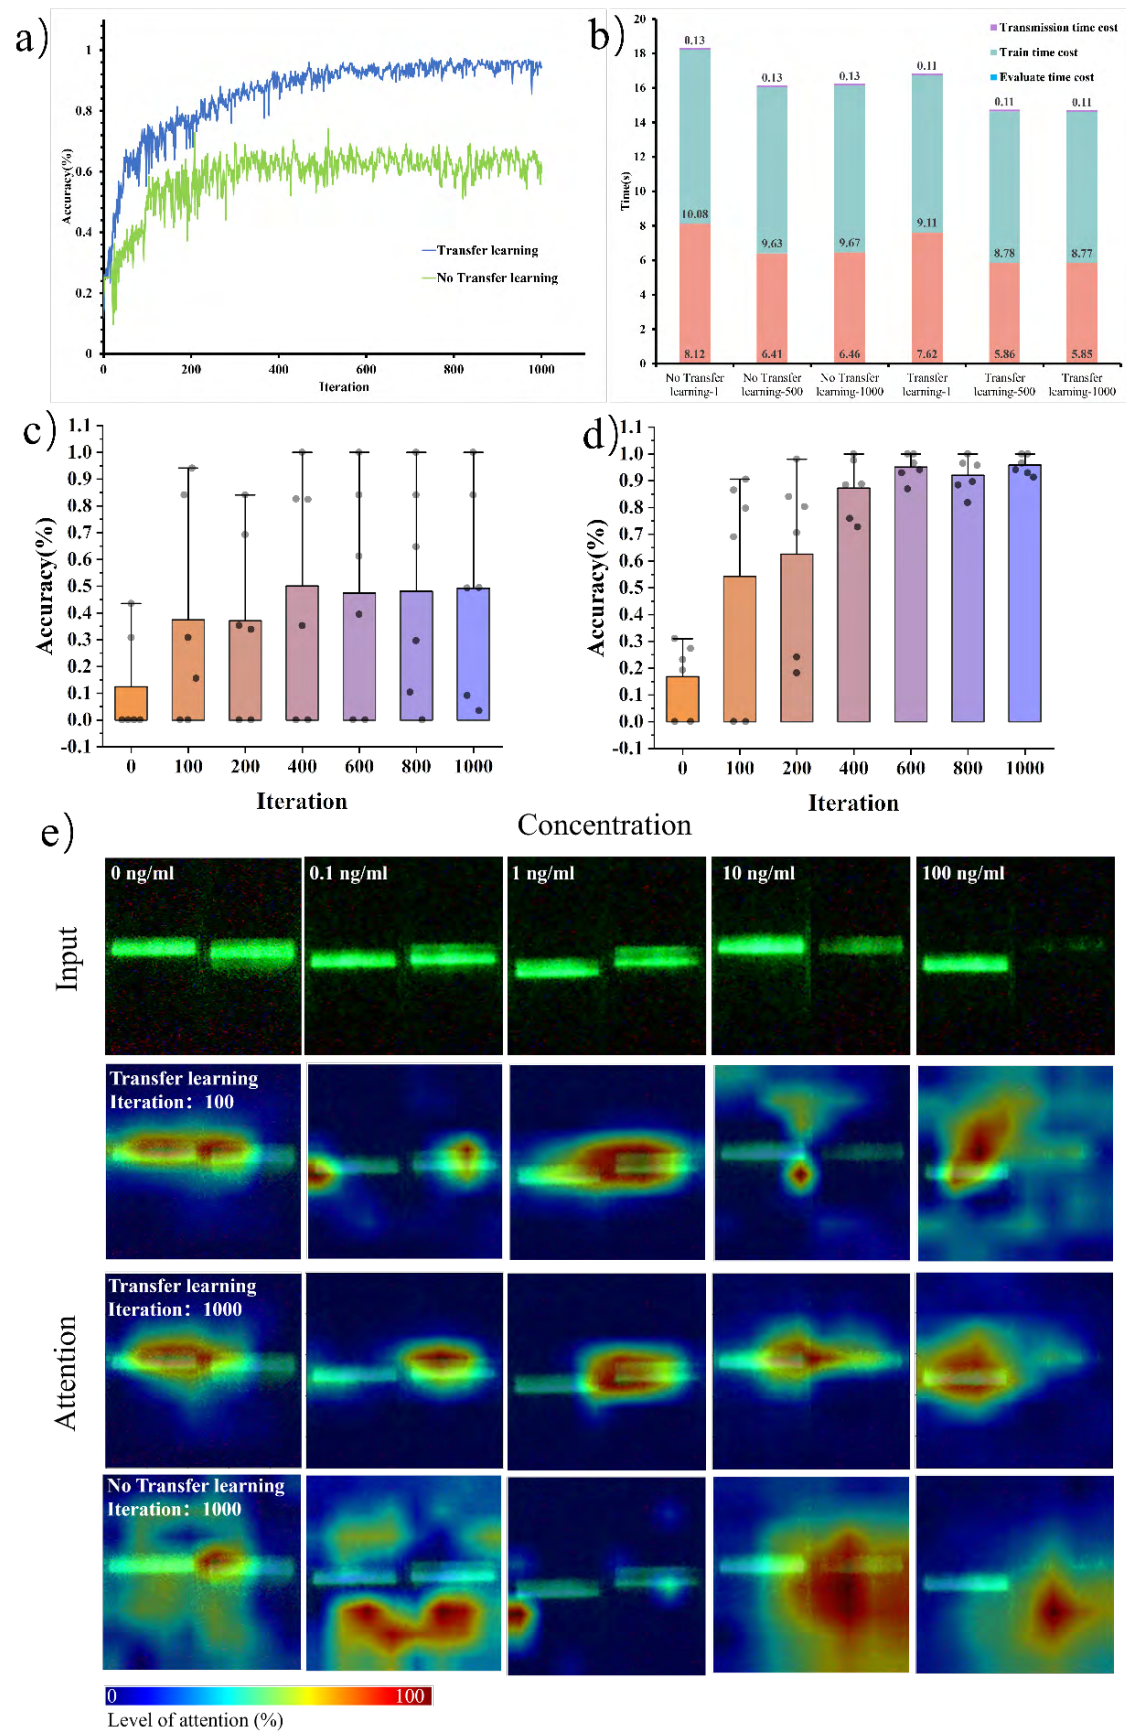 a)
1
0.8
0.6
0.4
0.2
0
Accuracy(%)
Transfer learning
No Transfer learning
0 200 400 600 800 1000
Iteration
b)
20
18
16
14
12
10
8
6
4
2
0
Time(s)
Transmission time cost
Train time cost
Evaluate time cost
0.13 0.13 0.13 0.11 0.11 0.11
10.08 9.63 9.67 9.11 8.78 8.77
8.12 6.41 6.46 7.62 5.86 5.85
No Transfer learning-1
No Transfer learning-500
No Transfer learning-1000
Transfer learning-1
Transfer learning-500
Transfer learning-1000
c)
1.1
1.0
0.9
0.8
0.7
0.6
0.5
0.4
0.3
0.2
0.1
0.0
-0.1
Accuracy(%)
0 100 200 400 600 800 1000
Iteration
d)
1.1
1.0
0.9
0.8
0.7
0.6
0.5
0.4
0.3
0.2
0.1
0.0
-0.1
Accuracy(%)
0 100 200 400 600 800 1000
Iteration
e)
Concentration
Input
0 ng/ml 0.1 ng/ml 1 ng/ml 10 ng/ml 100 ng/ml
Attention
Transfer learning
Iteration: 100
Transfer learning
Iteration: 1000
No Transfer learning
Iteration: 1000
0 100
Level of attention (%)